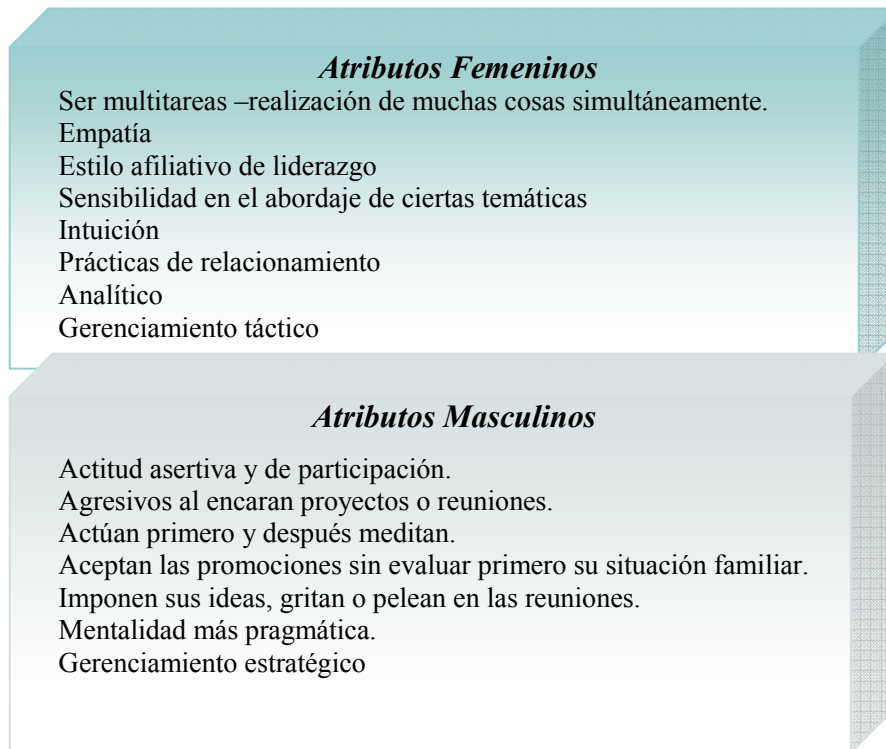 Atributos Femeninos
Ser multitareas –realización de muchas cosas simultáneamente.
Empatía
Estilo afiliativo de liderazgo
Sensibilidad en el abordaje de ciertas temáticas
Intuición
Prácticas de relacionamiento
Analítico
Gerenciamiento táctico
Atributos Masculinos
Actitud asertiva y de participación.
Agresivos al encaran proyectos o reuniones.
Actúan primero y después meditan.
Aceptan las promociones sin evaluar primero su situación familiar.
Imponen sus ideas, gritan o pelean en las reuniones.
Mentalidad más pragmática.
Gerenciamiento estratégico